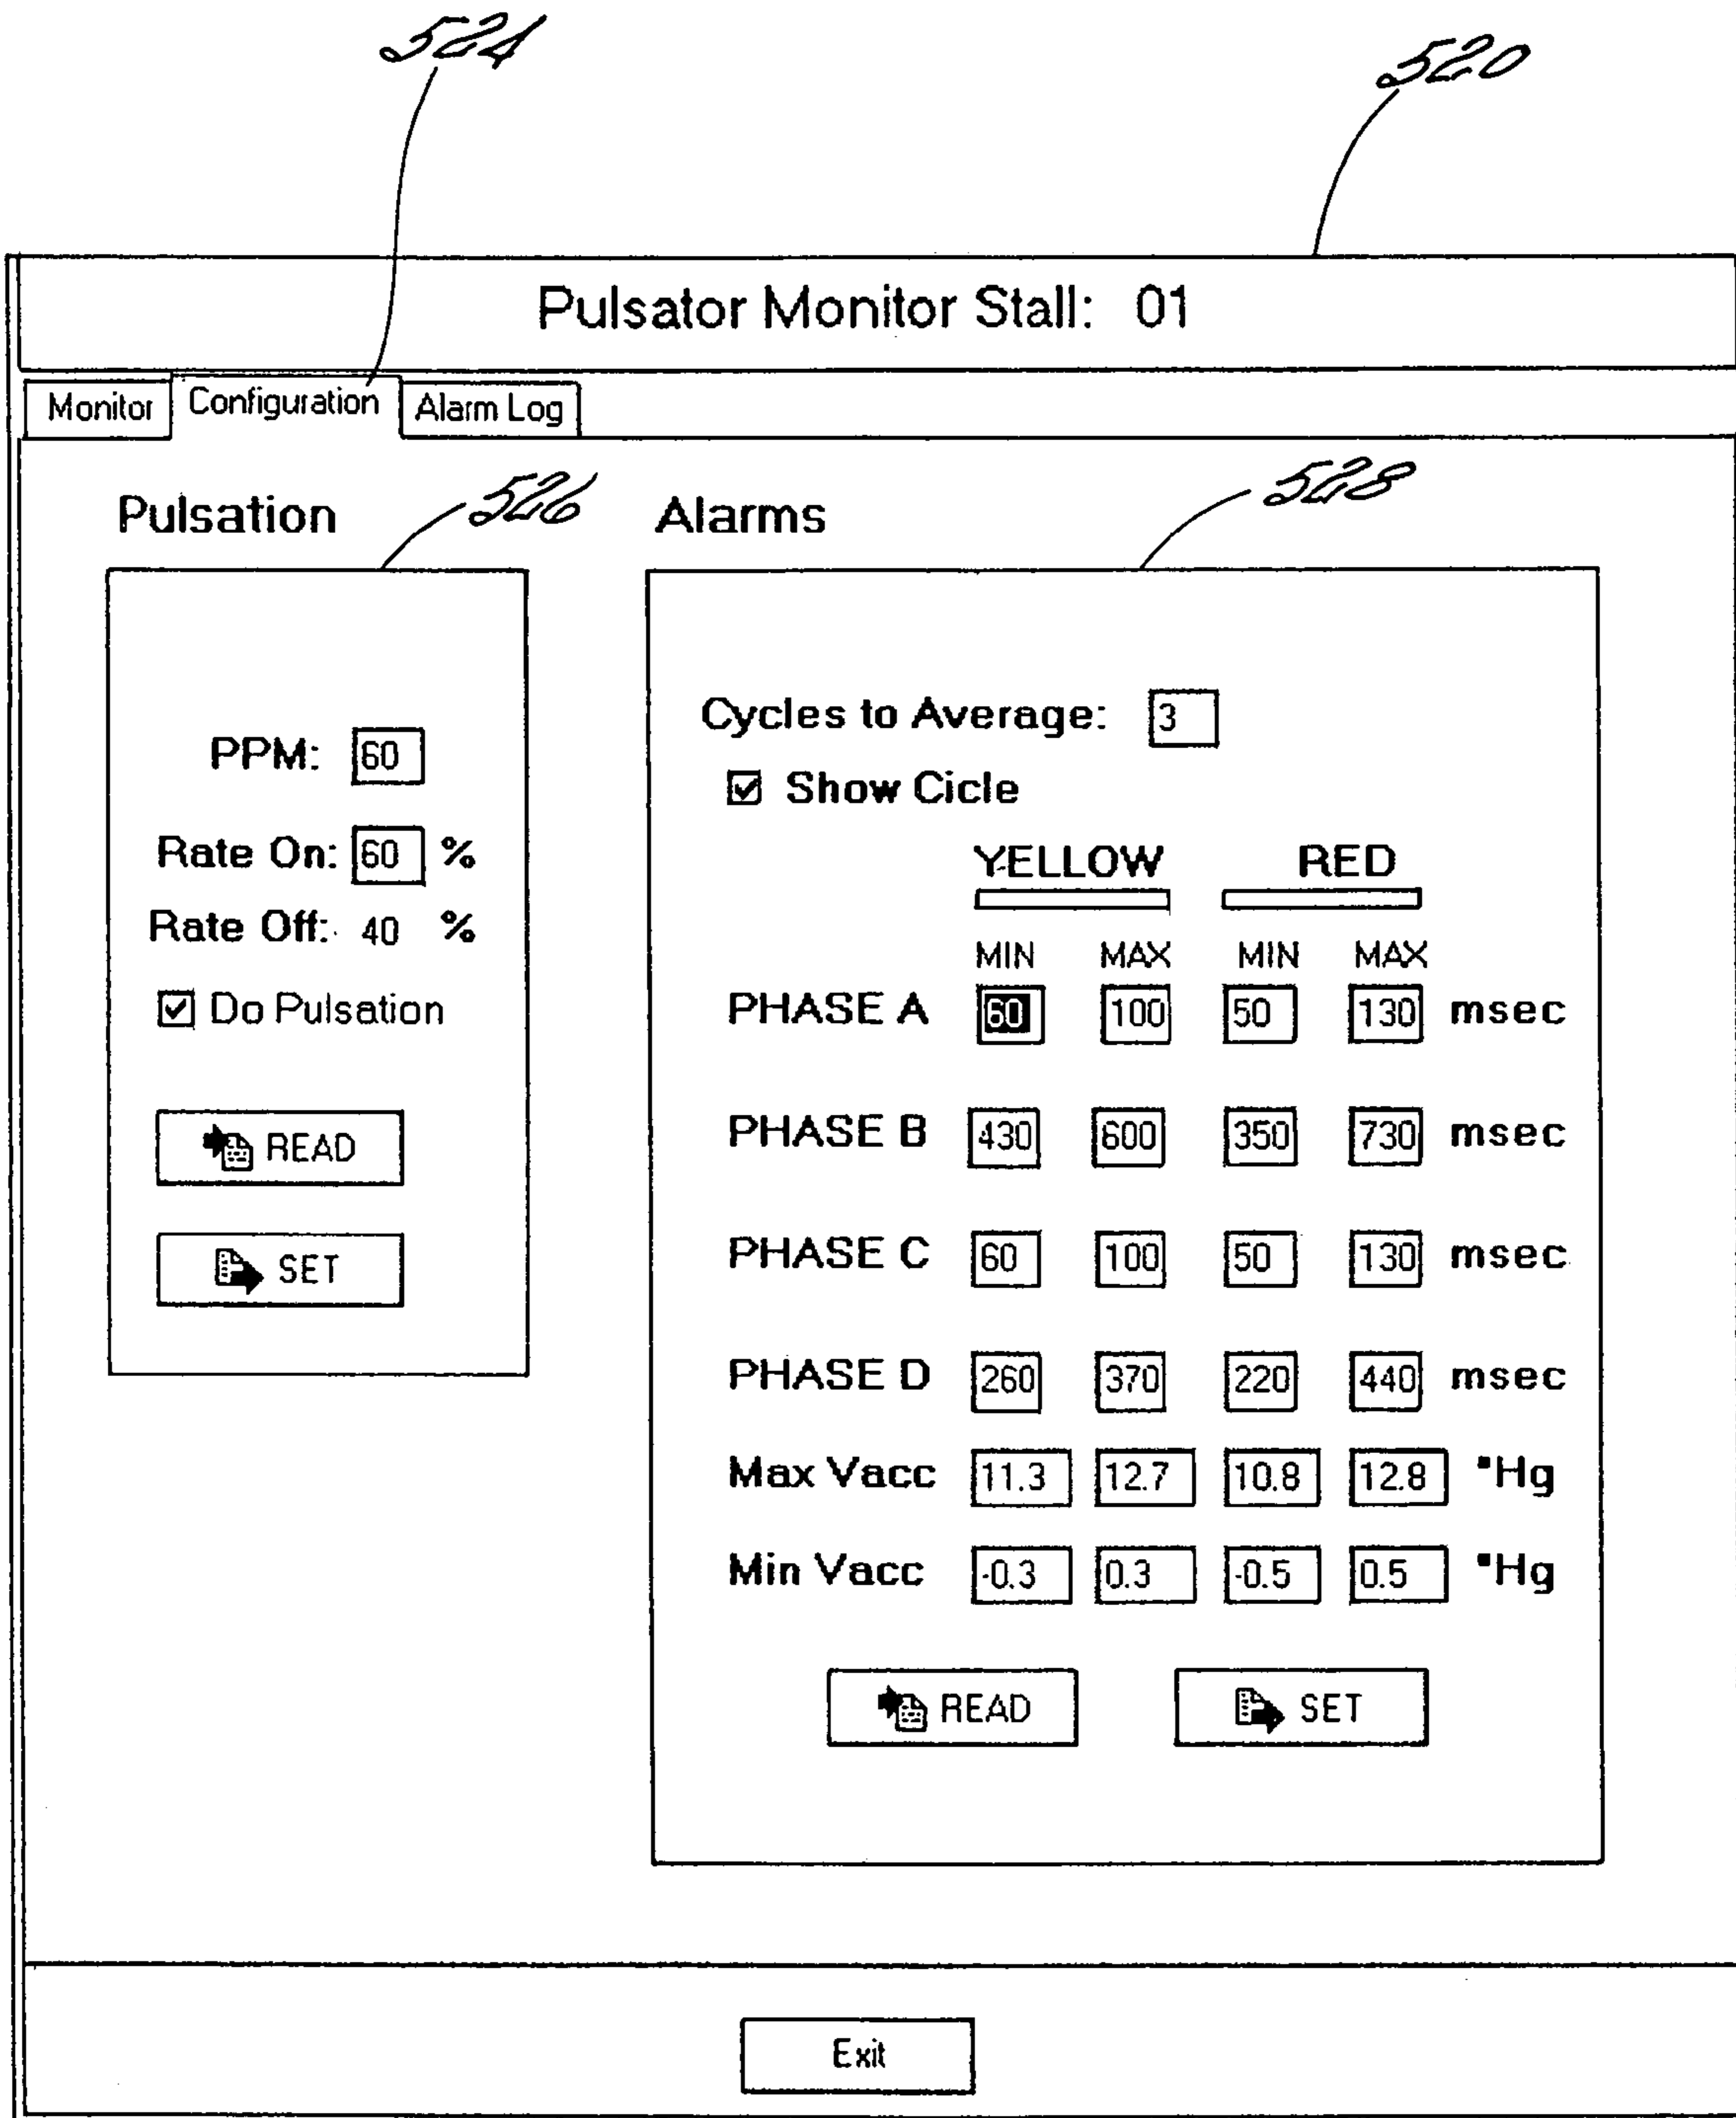 524
520
Pulsator Monitor Stall: 01
Monitor Configuration Alarm Log
Pulsation 526 Alarms 528
PPM: 60
Rate On: 60 %
Rate Off: 40 %
Do Pulsation
READ
SET
Cycles to Average: 3
Show Cicle
YELLOW RED
MIN MAX MIN MAX
PHASE A 60 100 50 130 msec
PHASE B 430 600 350 730 msec
PHASE C 60 100 50 130 msec
PHASE D 260 370 220 440 msec
Max Vacc 11.3 12.7 10.8 12.8 "Hg
Min Vacc -0.3 0.3 -0.5 0.5 "Hg
READ SET
Exit